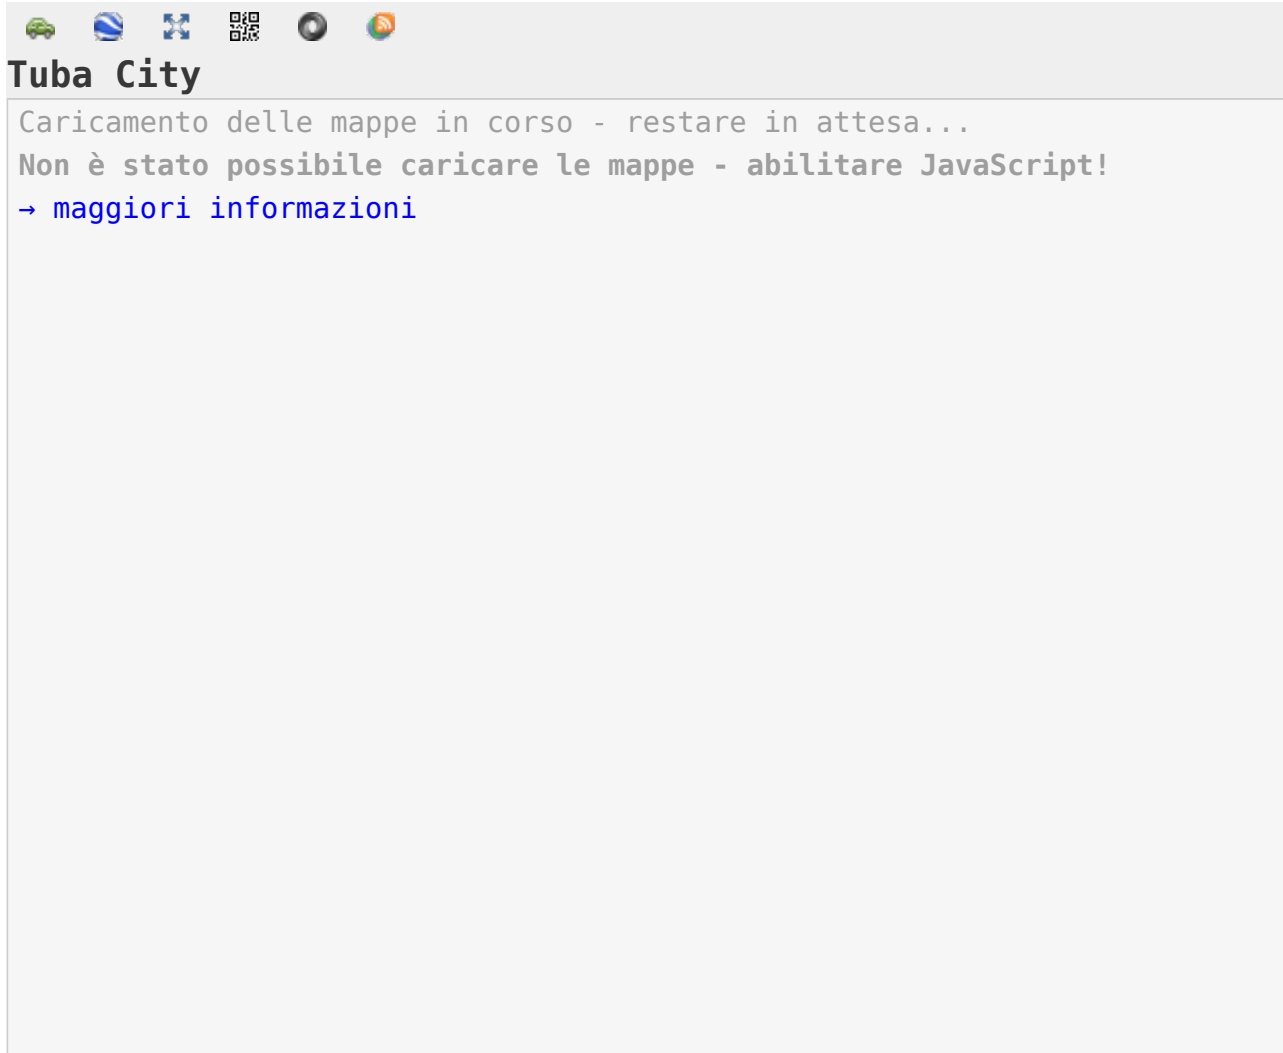 Tuba City
Caricamento delle mappe in corso - restare in attesa...
Non è stato possibile caricare le mappe - abilitare JavaScript!
→ maggiori informazioni